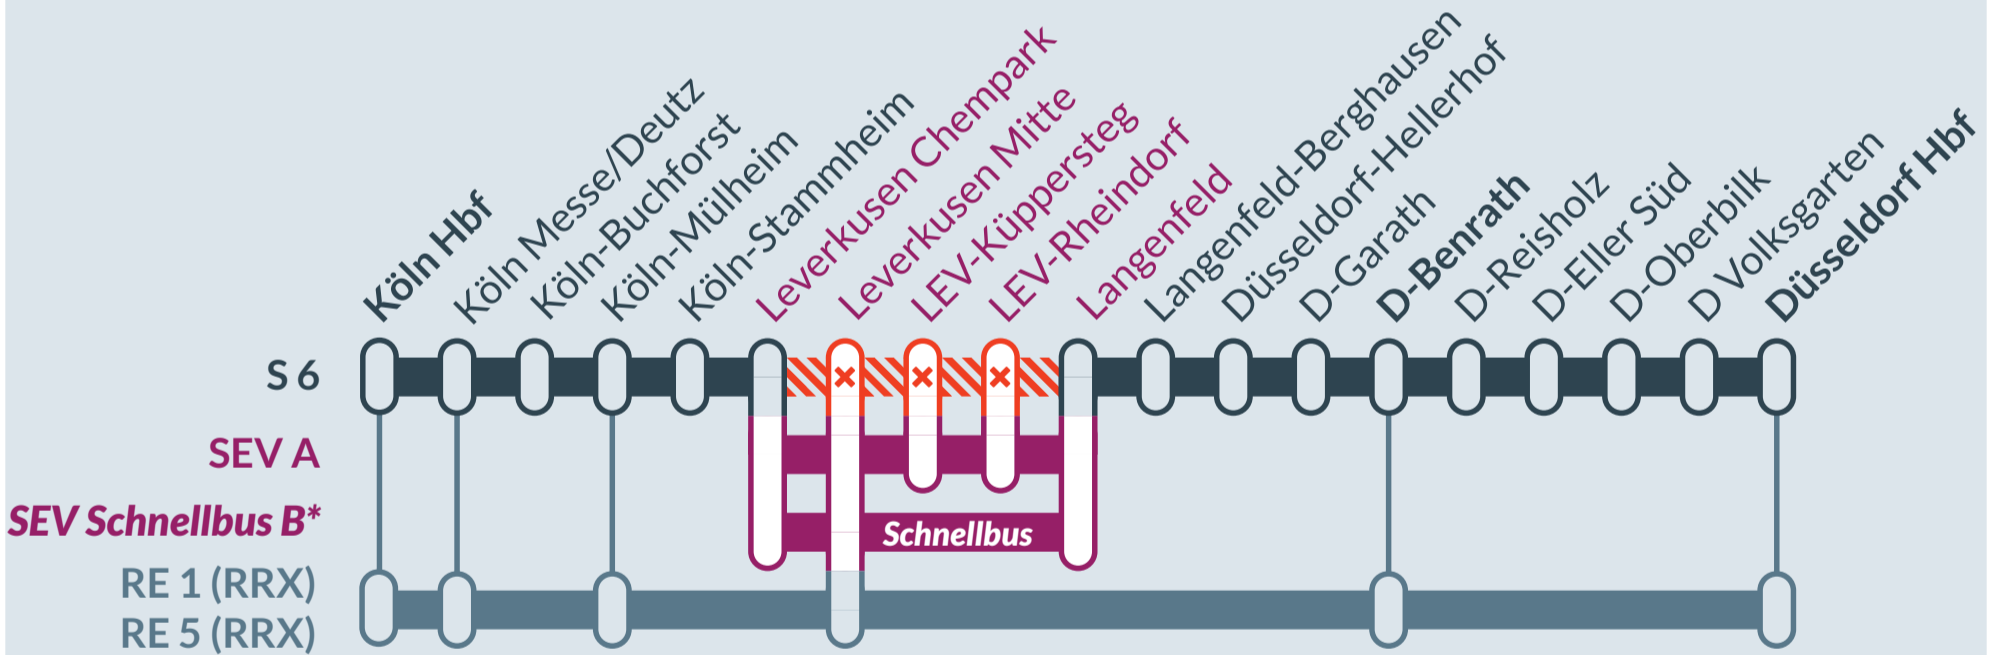 Köln Hbf
Köln Messe/Deutz
Köln-Buchforst
Köln-Mülheim
Köln-Stammheim
Leverkusen Chempark
Leverkusen Mitte
LEV-Küppersteg
LEV-Rheindorf
Langenfeld
Langenfeld-Berghausen
Düsseldorf-Hellerhof
D-Garath
D-Benrath
D-Reisholz
D-Eller Süd
D-Oberbilk
D Volksgarten
Düsseldorf Hbf
S 6
SEV A
SEV Schnellbus B*
Schnellbus
RE 1 (RRX)
RE 5 (RRX)